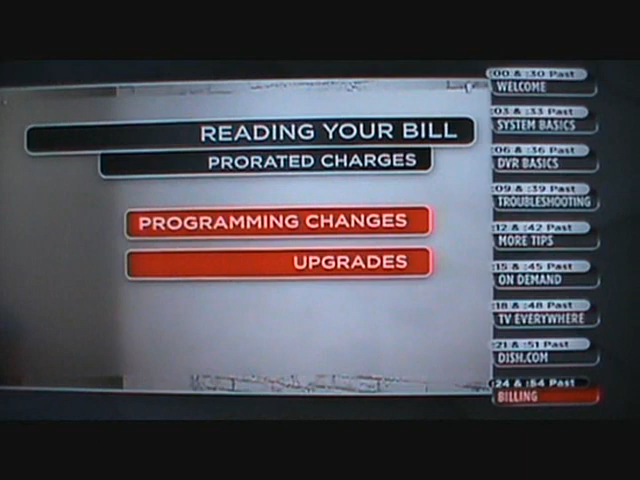 READING YOUR BILL
PRORATED CHARGES
PROGRAMMING CHANGES
UPGRADES
:00 & :30 Past
WELCOME
:03 & :33 Past
SYSTEM BASICS
:06 & :36 Past
DVR BASICS
:09 & :39 Past
TROUBLESHOOTING
:12 & :42 Past
MORE TIPS
:15 & :45 Past
ON DEMAND
:18 & :48 Past
TV EVERYWHERE
:21 & :51 Past
DISH.COM
:24 & :54 Past
BILLING